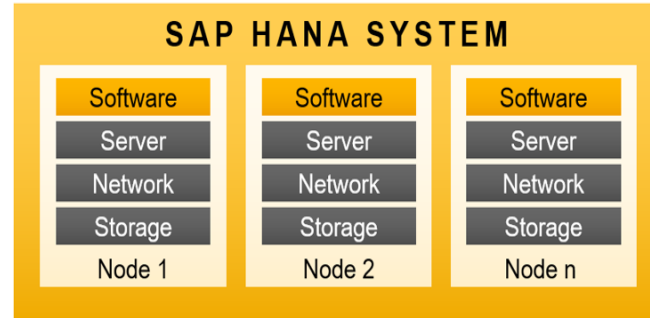 SAP HANA SYSTEM
Software
Server
Network
Storage
Node 1
Software
Server
Network
Storage
Node 2
Software
Server
Network
Storage
Node n